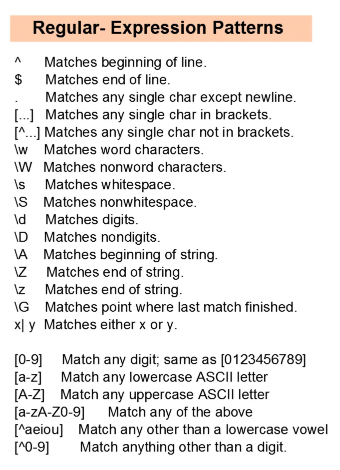 Regular- Expression Patterns
^ Matches beginning of line.
$ Matches end of line.
. Matches any single char except newline.
[...] Matches any single char in brackets.
[^...] Matches any single char not in brackets.
\w Matches word characters.
\W Matches nonword characters.
\s Matches whitespace.
\S Matches nonwhitespace.
\d Matches digits.
\D Matches nondigits.
\A Matches beginning of string.
\Z Matches end of string.
\z Matches end of string.
\G Matches point where last match finished.
x| y Matches either x or y.
[0-9] Match any digit; same as [0123456789]
[a-z] Match any lowercase ASCII letter
[A-Z] Match any uppercase ASCII letter
[a-zA-Z0-9] Match any of the above
[^aeiou] Match any other than a lowercase vowel
[^0-9] Match anything other than a digit.